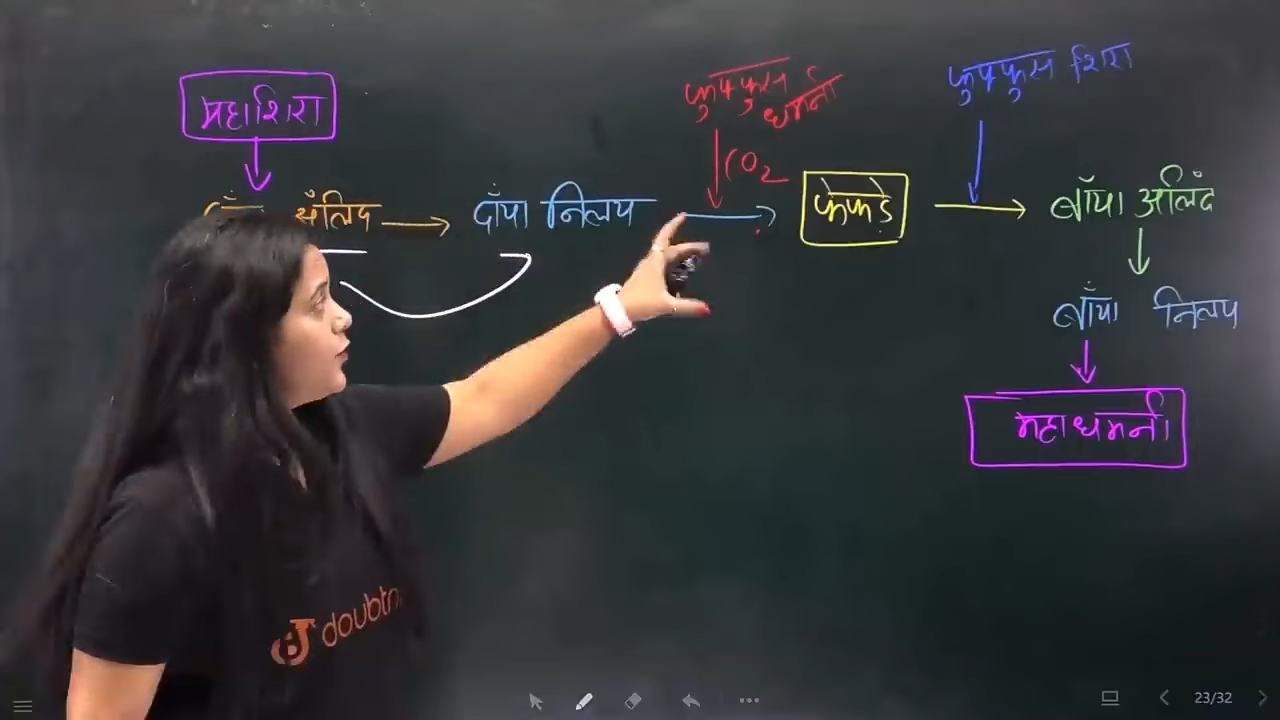 महाशिरा
अलिंद
दाँया निलय
फुफ्फुस
धमनी
CO2
फेफड़े
फुफ्फुस शिरा
बाँया अलिंद
बाँया निलय
महाधमनी
doubtn
23/32